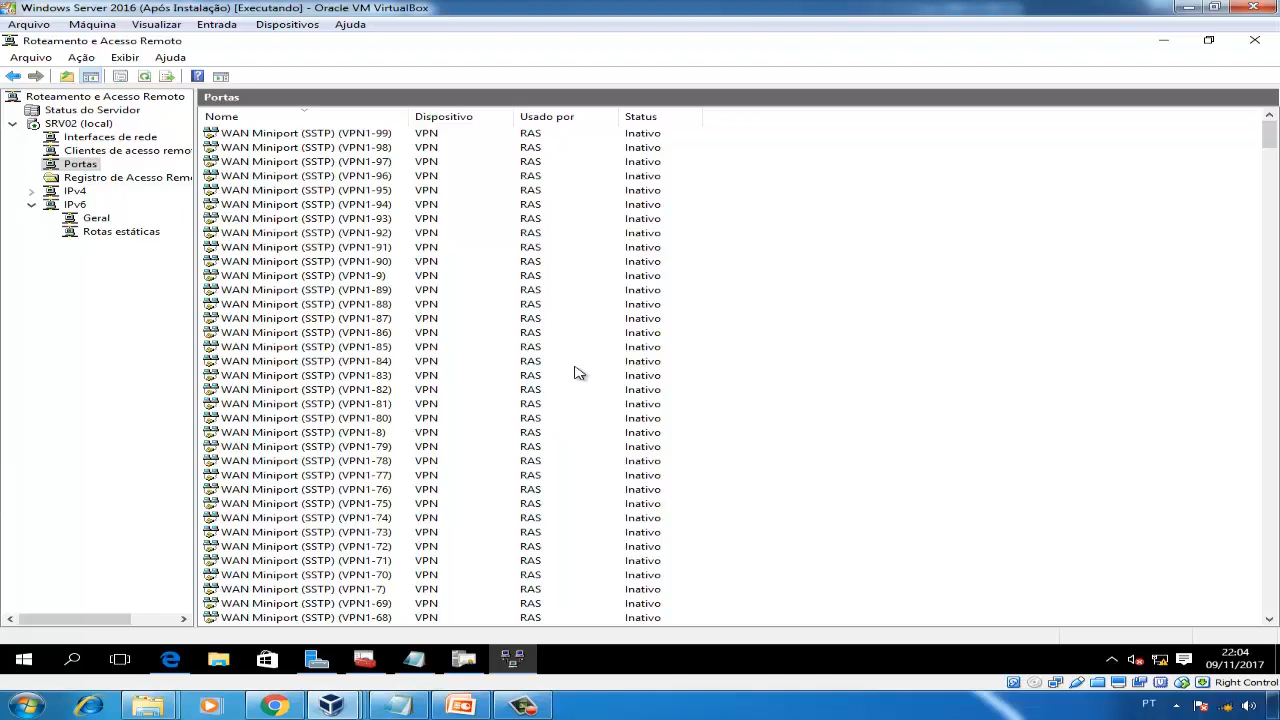 Windows Server 2016 (Após Instalação) [Executando] - Oracle VM VirtualBox
Arquivo Máquina Visualizar Entrada Dispositivos Ajuda
Roteamento e Acesso Remoto
Arquivo Ação Exibir Ajuda
Roteamento e Acesso Remoto
Status do Servidor
SRV02 (local)
Interfaces de rede
Clientes de acesso remo
Portas
Registro de Acesso Rem
IPv4
IPv6
Geral
Rotas estáticas
Portas
Nome Dispositivo Usado por Status
WAN Miniport (SSTP) (VPN1-99) VPN RAS Inativo
WAN Miniport (SSTP) (VPN1-98) VPN RAS Inativo
WAN Miniport (SSTP) (VPN1-97) VPN RAS Inativo
WAN Miniport (SSTP) (VPN1-96) VPN RAS Inativo
WAN Miniport (SSTP) (VPN1-95) VPN RAS Inativo
WAN Miniport (SSTP) (VPN1-94) VPN RAS Inativo
WAN Miniport (SSTP) (VPN1-93) VPN RAS Inativo
WAN Miniport (SSTP) (VPN1-92) VPN RAS Inativo
WAN Miniport (SSTP) (VPN1-91) VPN RAS Inativo
WAN Miniport (SSTP) (VPN1-90) VPN RAS Inativo
WAN Miniport (SSTP) (VPN1-9) VPN RAS Inativo
WAN Miniport (SSTP) (VPN1-89) VPN RAS Inativo
WAN Miniport (SSTP) (VPN1-88) VPN RAS Inativo
WAN Miniport (SSTP) (VPN1-87) VPN RAS Inativo
WAN Miniport (SSTP) (VPN1-86) VPN RAS Inativo
WAN Miniport (SSTP) (VPN1-85) VPN RAS Inativo
WAN Miniport (SSTP) (VPN1-84) VPN RAS Inativo
WAN Miniport (SSTP) (VPN1-83) VPN RAS Inativo
WAN Miniport (SSTP) (VPN1-82) VPN RAS Inativo
WAN Miniport (SSTP) (VPN1-81) VPN RAS Inativo
WAN Miniport (SSTP) (VPN1-80) VPN RAS Inativo
WAN Miniport (SSTP) (VPN1-8) VPN RAS Inativo
WAN Miniport (SSTP) (VPN1-79) VPN RAS Inativo
WAN Miniport (SSTP) (VPN1-78) VPN RAS Inativo
WAN Miniport (SSTP) (VPN1-77) VPN RAS Inativo
WAN Miniport (SSTP) (VPN1-76) VPN RAS Inativo
WAN Miniport (SSTP) (VPN1-75) VPN RAS Inativo
WAN Miniport (SSTP) (VPN1-74) VPN RAS Inativo
WAN Miniport (SSTP) (VPN1-73) VPN RAS Inativo
WAN Miniport (SSTP) (VPN1-72) VPN RAS Inativo
WAN Miniport (SSTP) (VPN1-71) VPN RAS Inativo
WAN Miniport (SSTP) (VPN1-70) VPN RAS Inativo
WAN Miniport (SSTP) (VPN1-7) VPN RAS Inativo
WAN Miniport (SSTP) (VPN1-69) VPN RAS Inativo
WAN Miniport (SSTP) (VPN1-68) VPN RAS Inativo
22:04
09/11/2017
Right Control
PT